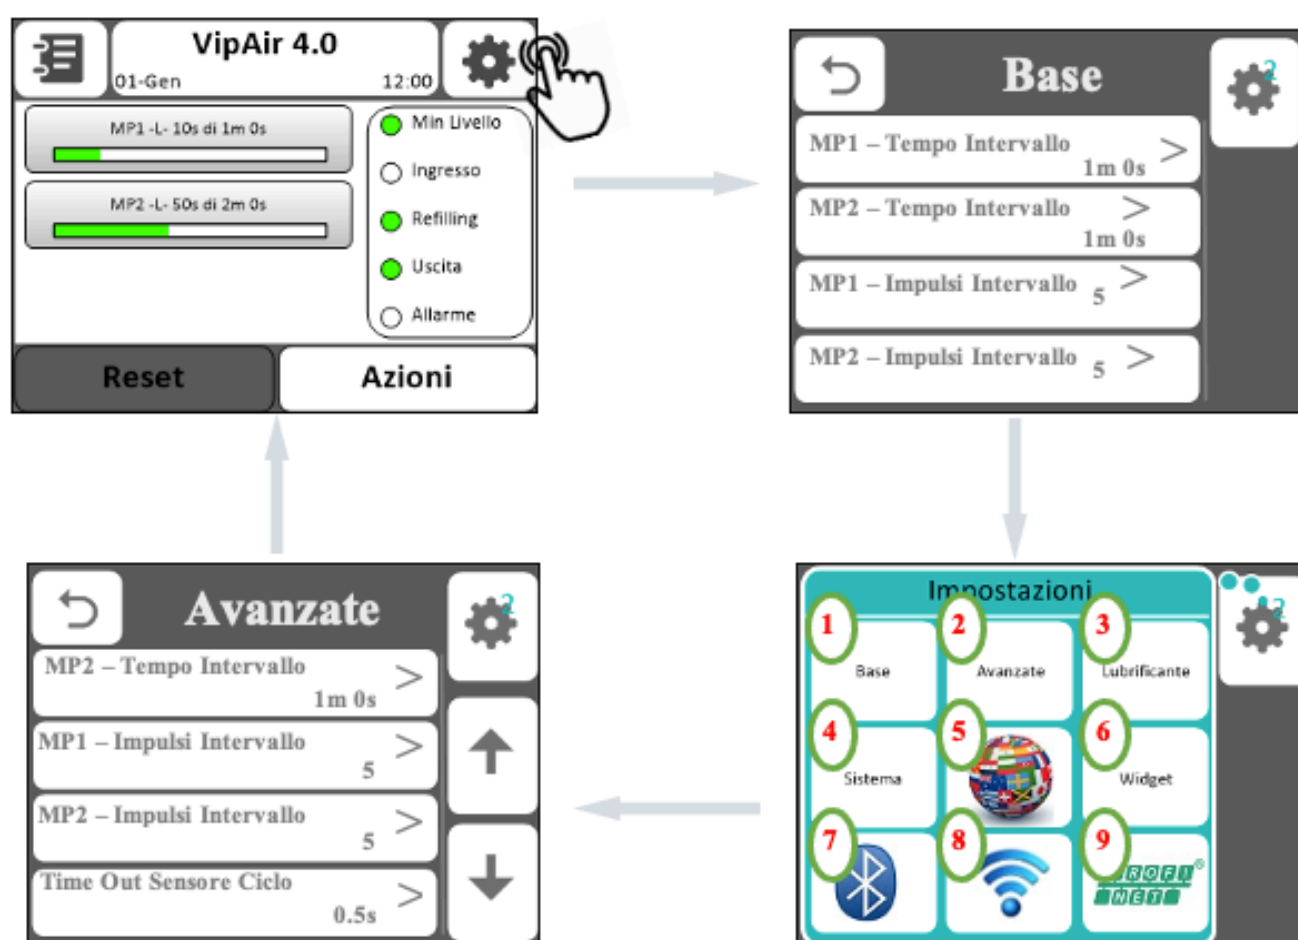 VipAir 4.0
01-Gen 12:00
MP1 -L- 10s di 1m 0s
MP2 -L- 50s di 2m 0s
Min Livello
Ingresso
Refilling
Uscita
Allarme
Reset
Azioni
Base
2
MP1 – Tempo Intervallo >
1m 0s
MP2 – Tempo Intervallo >
1m 0s
MP1 – Impulsi Intervallo >
5
MP2 – Impulsi Intervallo >
5
Avanzate
2
MP2 – Tempo Intervallo >
1m 0s
MP1 – Impulsi Intervallo >
5
MP2 – Impulsi Intervallo >
5
Time Out Sensore Ciclo >
0.5s
Impostazioni
2
1
Base
2
Avanzate
3
Lubrificante
4
Sistema
5
6
Widget
7
8
9
PROFI
NET
®